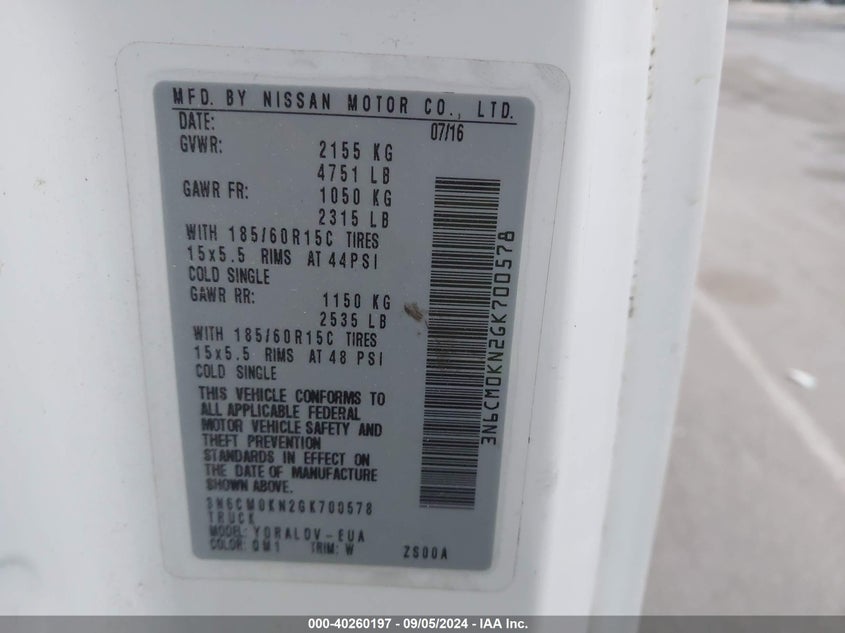 MFD. BY NISSAN MOTOR CO., LTD.
DATE: 07/16
GVWR: 2155 KG
4751 LB
GAWR FR: 1050 KG
2315 LB
WITH 185/60R15C TIRES
15x5.5 RIMS AT 44PSI
COLD SINGLE
GAWR RR: 1150 KG
2535 LB
WITH 185/60R15C TIRES
15x5.5 RIMS AT 48 PSI
COLD SINGLE
THIS VEHICLE CONFORMS TO
ALL APPLICABLE FEDERAL
MOTOR VEHICLE SAFETY AND
THEFT PREVENTION
STANDARDS IN EFFECT ON
THE DATE OF MANUFACTURE
SHOWN ABOVE.
3N6CM0KN2GK700578
TRUCK
MODEL: YDRALDV-EUA
COLOR: QM1 TRIM: W ZS00A
3N6CM0KN2GK700578
000-40260197 - 09/05/2024 - IAA Inc.